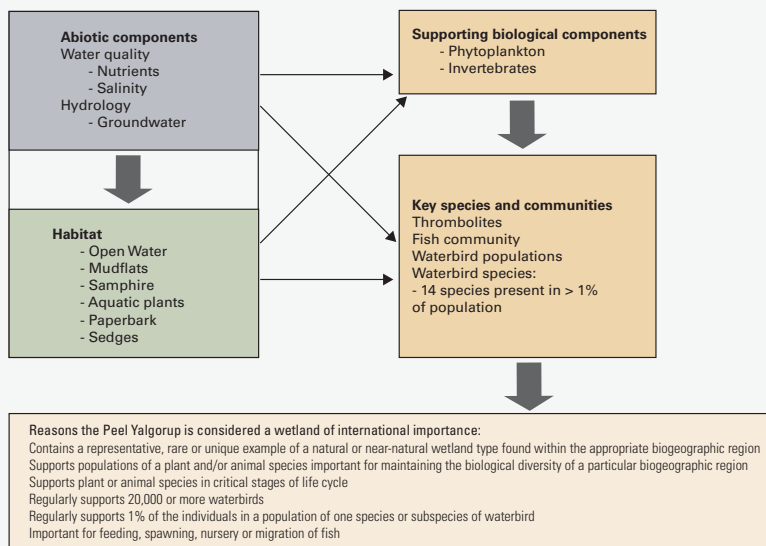 Abiotic components
Water quality
- Nutrients
- Salinity
Hydrology
- Groundwater
Habitat
- Open Water
- Mudflats
- Samphire
- Aquatic plants
- Paperbark
- Sedges
Supporting biological components
- Phytoplankton
- Invertebrates
Key species and communities
Thrombolites
Fish community
Waterbird populations
Waterbird species:
- 14 species present in > 1%
of population
Reasons the Peel Yalgorup is considered a wetland of international importance:
Contains a representative, rare or unique example of a natural or near-natural wetland type found within the appropriate biogeographic region
Supports populations of a plant and/or animal species important for maintaining the biological diversity of a particular biogeographic region
Supports plant or animal species in critical stages of life cycle
Regularly supports 20,000 or more waterbirds
Regularly supports 1% of the individuals in a population of one species or subspecies of waterbird
Important for feeding, spawning, nursery or migration of fish